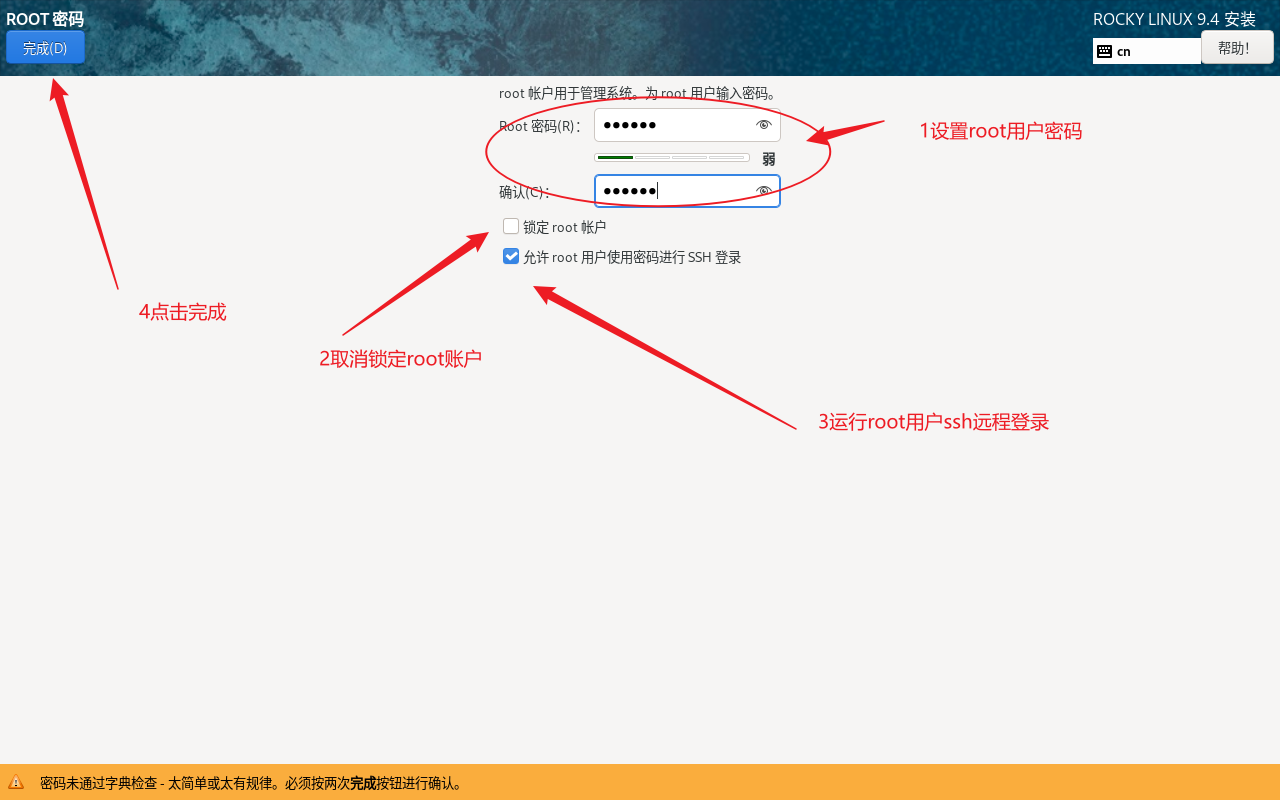 ROOT 密码
ROCKY LINUX 9.4 安装
完成(D)
cn
帮助!
root 帐户用于管理系统。为 root 用户输入密码。
Root 密码(R)：
●●●●●●
弱
确认(C)：
●●●●●●
锁定 root 帐户
允许 root 用户使用密码进行 SSH 登录
1设置root用户密码
4点击完成
2取消锁定root账户
3运行root用户ssh远程登录
密码未通过字典检查 - 太简单或太有规律。必须按两次完成按钮进行确认。